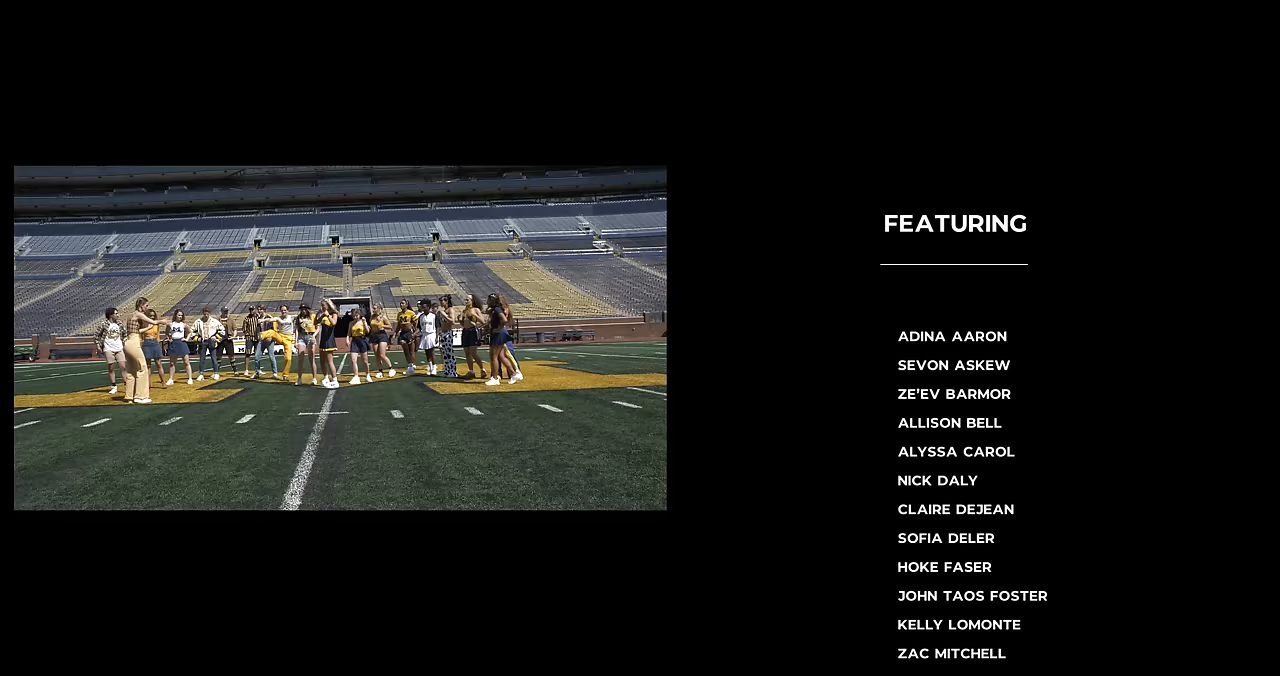 M
FEATURING
ADINA AARON
SEVON ASKEW
ZE'EV BARMOR
ALLISON BELL
ALYSSA CAROL
NICK DALY
CLAIRE DEJEAN
SOFIA DELER
HOKE FASER
JOHN TAOS FOSTER
KELLY LOMONTE
ZAC MITCHELL